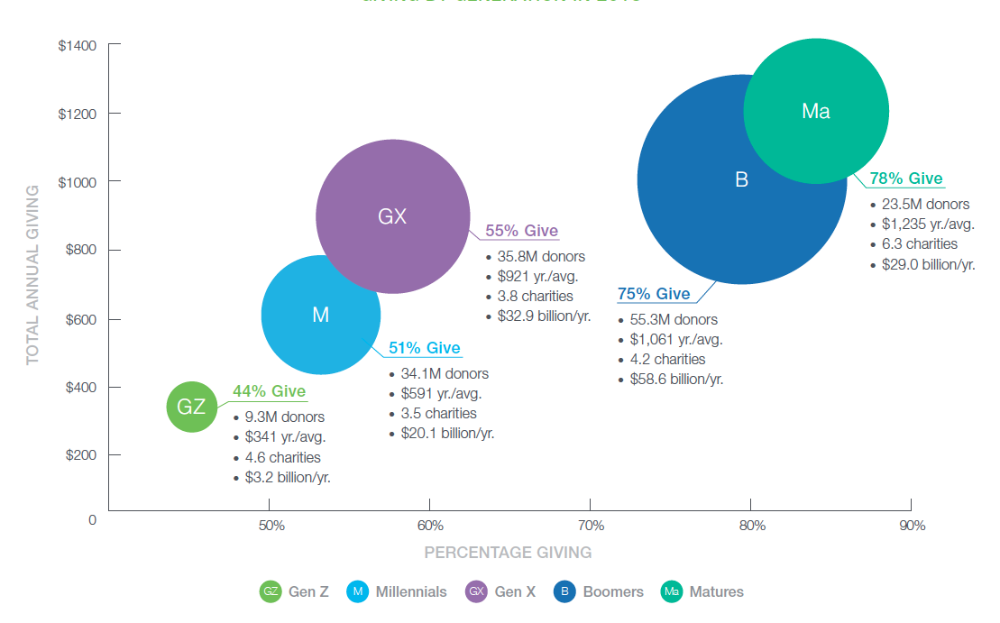 $1400
$1200
$1000
$800
$600
$400
$200
0
TOTAL ANNUAL GIVING
GZ
44% Give
• 9.3M donors
• $341 yr./avg.
• 4.6 charities
• $3.2 billion/yr.
M
51% Give
• 34.1M donors
• $591 yr./avg.
• 3.5 charities
• $20.1 billion/yr.
GX
55% Give
• 35.8M donors
• $921 yr./avg.
• 3.8 charities
• $32.9 billion/yr.
B
75% Give
• 55.3M donors
• $1,061 yr./avg.
• 4.2 charities
• $58.6 billion/yr.
Ma
78% Give
• 23.5M donors
• $1,235 yr./avg.
• 6.3 charities
• $29.0 billion/yr.
50% 60% 70% 80% 90%
PERCENTAGE GIVING
GZ Gen Z M Millennials GX Gen X B Boomers Ma Matures